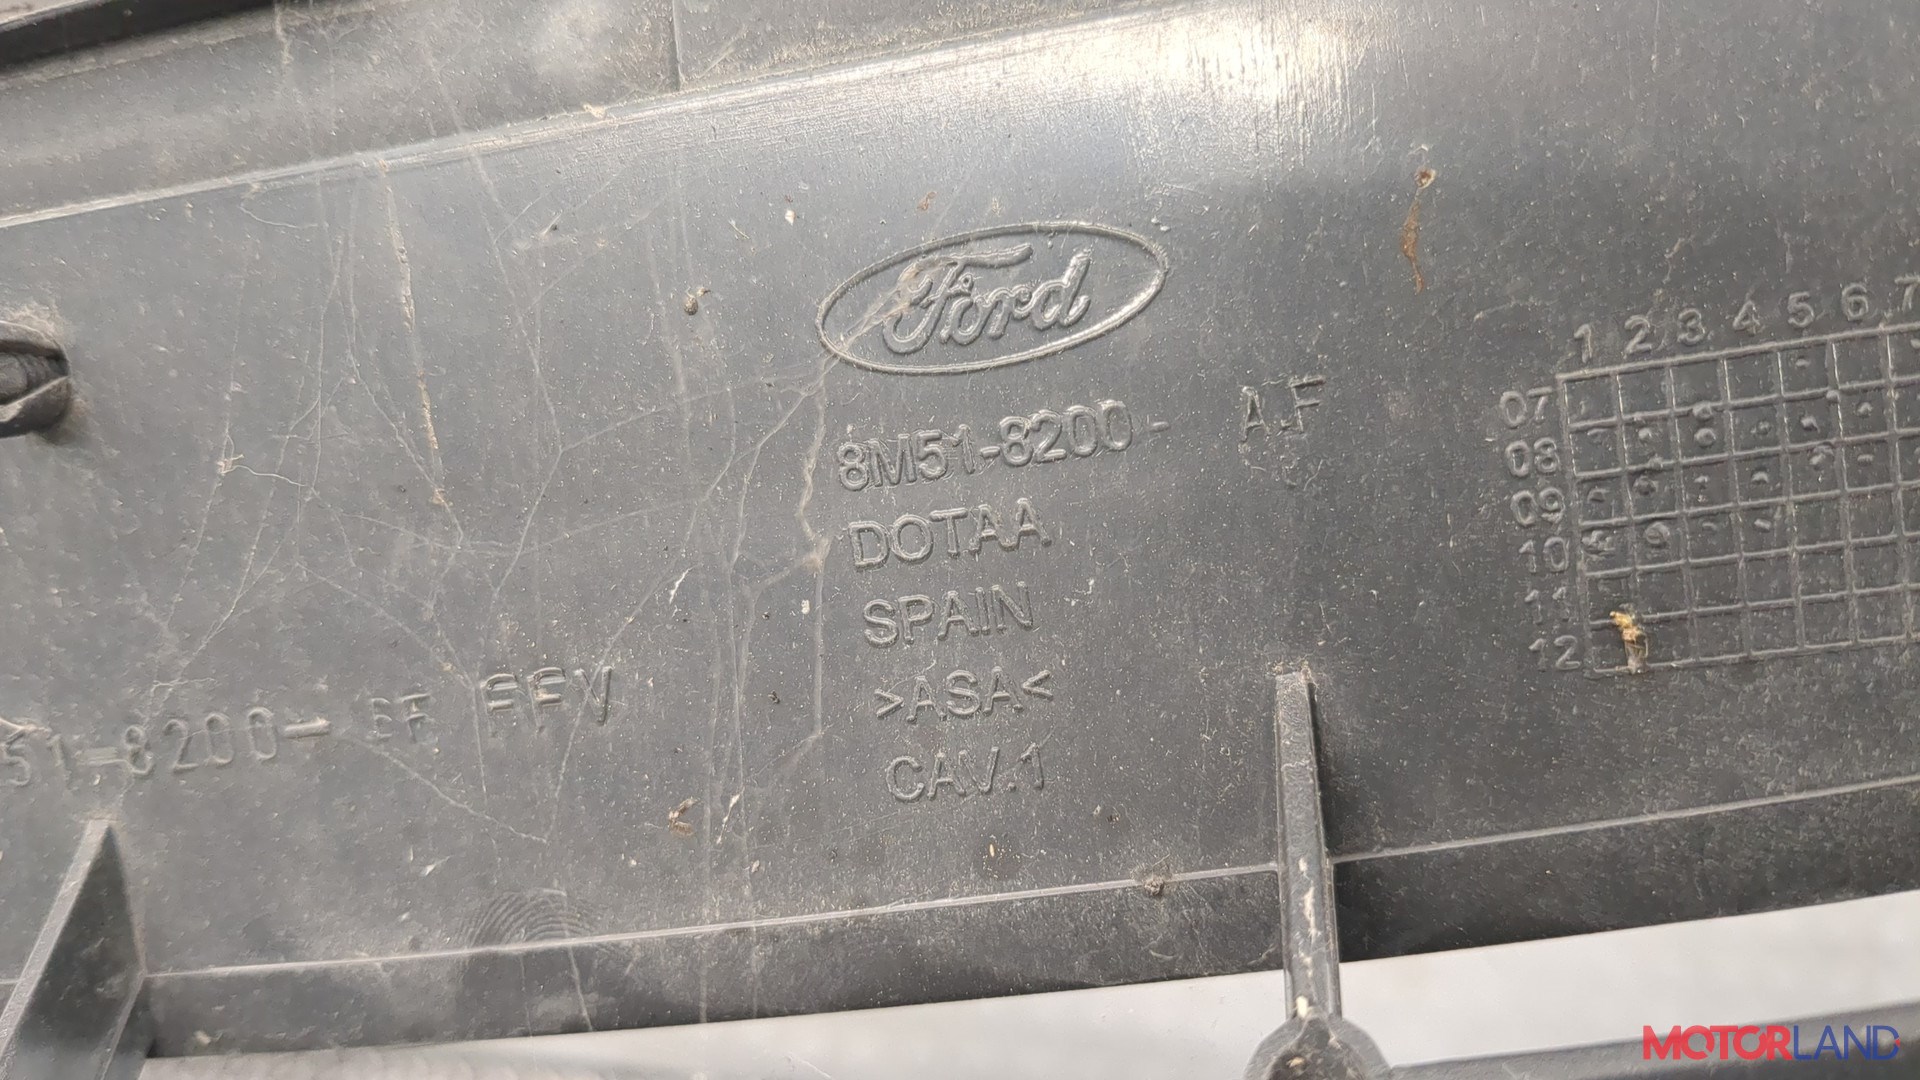 Ford
8M51-8200- AF
DOTAA
SPAIN
>ASA<
CAV.1
51-8200-
1 2 3 4 5 6 7
07
08
09
10
11
12
MOTORLAND